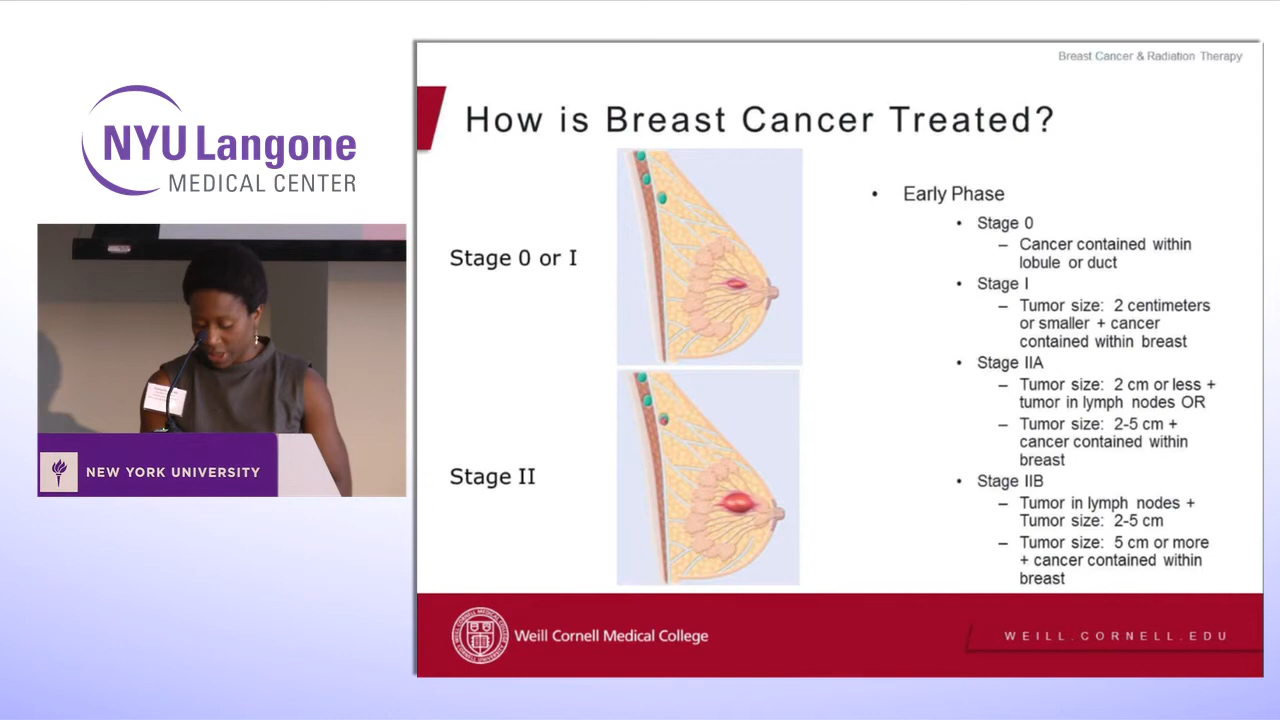 NYU Langone
MEDICAL CENTER
NEW YORK UNIVERSITY
Breast Cancer & Radiation Therapy
How is Breast Cancer Treated?
Stage 0 or I
Stage II
• Early Phase
• Stage 0
– Cancer contained within
lobule or duct
• Stage I
– Tumor size: 2 centimeters
or smaller + cancer
contained within breast
• Stage IIA
– Tumor size: 2 cm or less +
tumor in lymph nodes OR
– Tumor size: 2-5 cm +
cancer contained within
breast
• Stage IIB
– Tumor in lymph nodes +
Tumor size: 2-5 cm
– Tumor size: 5 cm or more
+ cancer contained within
breast
Weill Cornell Medical College
WEILL.CORNELL.EDU